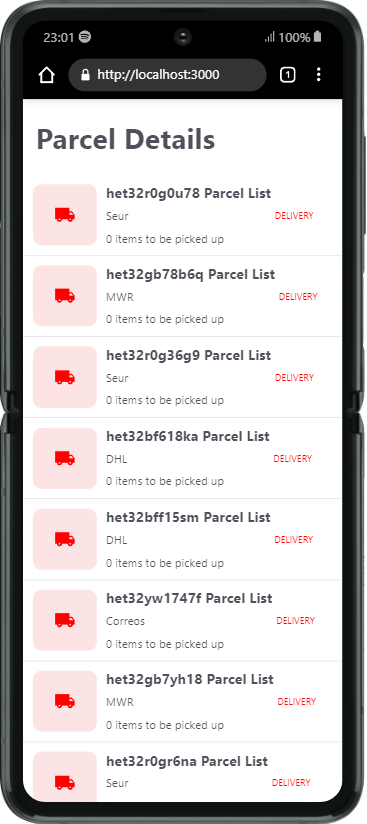 23:01 100%
http://localhost:3000 1
Parcel Details
het32r0g0u78 Parcel List
Seur DELIVERY
0 items to be picked up
het32gb78b6q Parcel List
MWR DELIVERY
0 items to be picked up
het32r0g36g9 Parcel List
Seur DELIVERY
0 items to be picked up
het32bf618ka Parcel List
DHL DELIVERY
0 items to be picked up
het32bff15sm Parcel List
DHL DELIVERY
0 items to be picked up
het32yw1747f Parcel List
Correos DELIVERY
0 items to be picked up
het32gb7yh18 Parcel List
MWR DELIVERY
0 items to be picked up
het32r0gr6na Parcel List
Seur DELIVERY